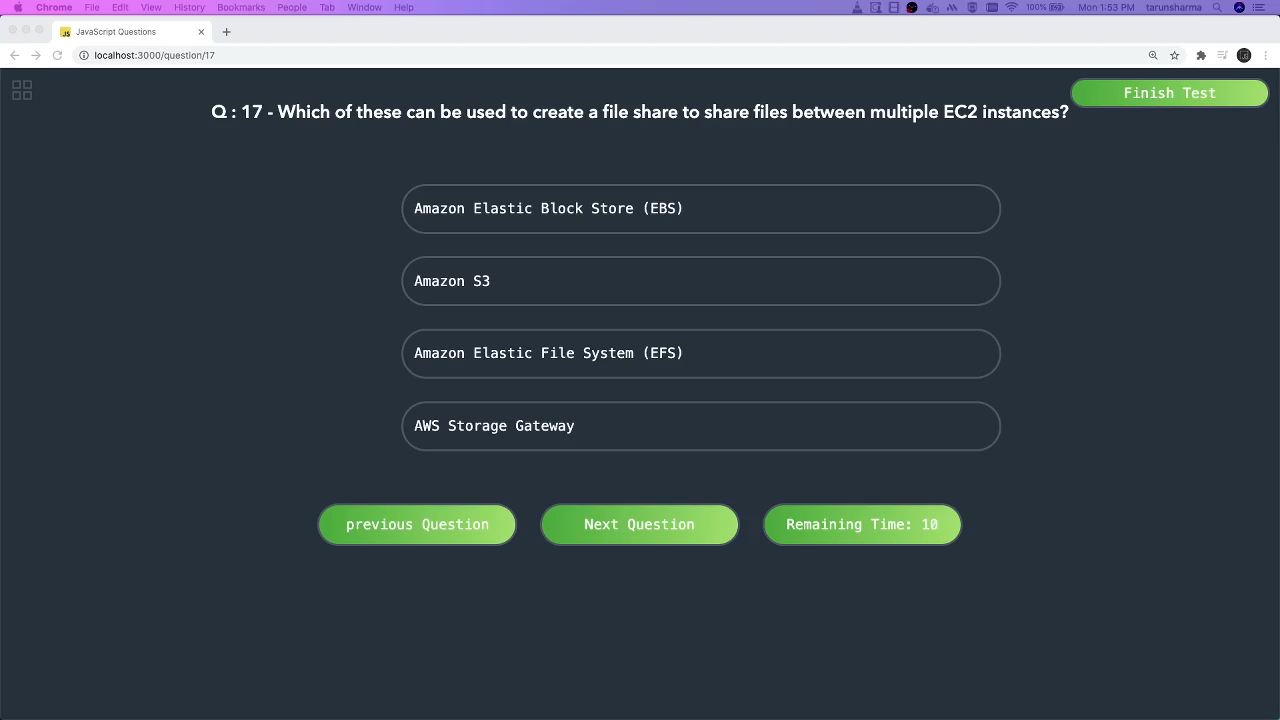 Chrome File Edit View History Bookmarks People Tab Window Help 100% Mon 1:53 PM tarunsharma
JS JavaScript Questions
localhost:3000/question/17
Finish Test
Q : 17 - Which of these can be used to create a file share to share files between multiple EC2 instances?
Amazon Elastic Block Store (EBS)
Amazon S3
Amazon Elastic File System (EFS)
AWS Storage Gateway
previous Question Next Question Remaining Time: 10